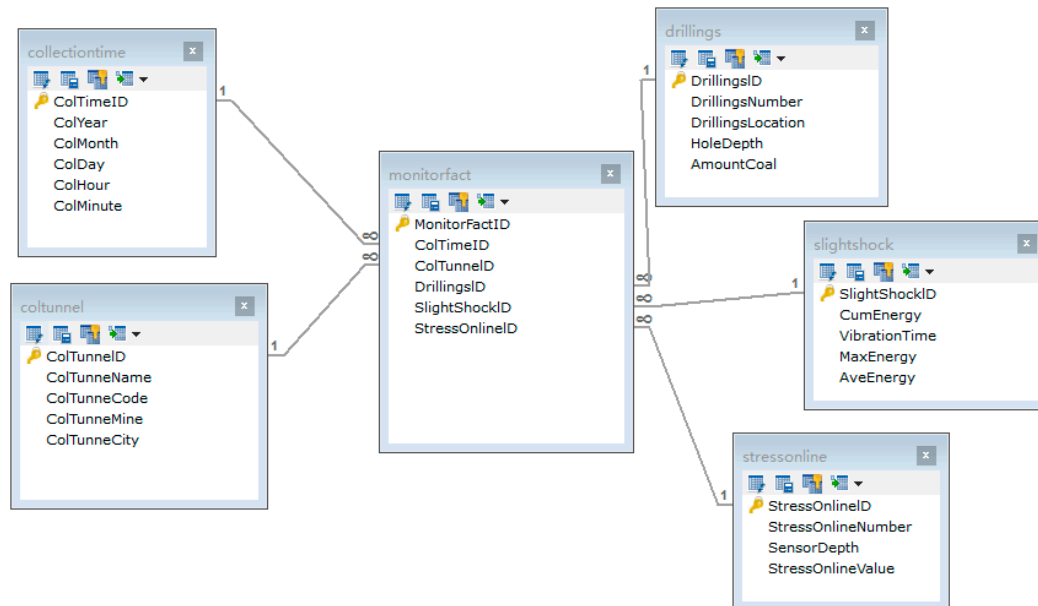 collectiontime
ColTimeID
ColYear
ColMonth
ColDay
ColHour
ColMinute
coltunnel
ColTunnelD
ColTunneName
ColTunneCode
ColTunneMine
ColTunneCity
monitorfact
MonitorFactID
ColTimeID
ColTunnelD
DrillingsID
SlightShockID
StressOnlineID
drillings
DrillingsID
DrillingsNumber
DrillingsLocation
HoleDepth
AmountCoal
slightshock
SlightShockID
CumEnergy
VibrationTime
MaxEnergy
AveEnergy
stressonline
StressOnlineID
StressOnlineNumber
SensorDepth
StressOnlineValue
1
∞
1
∞
1
∞
1
∞
1
∞